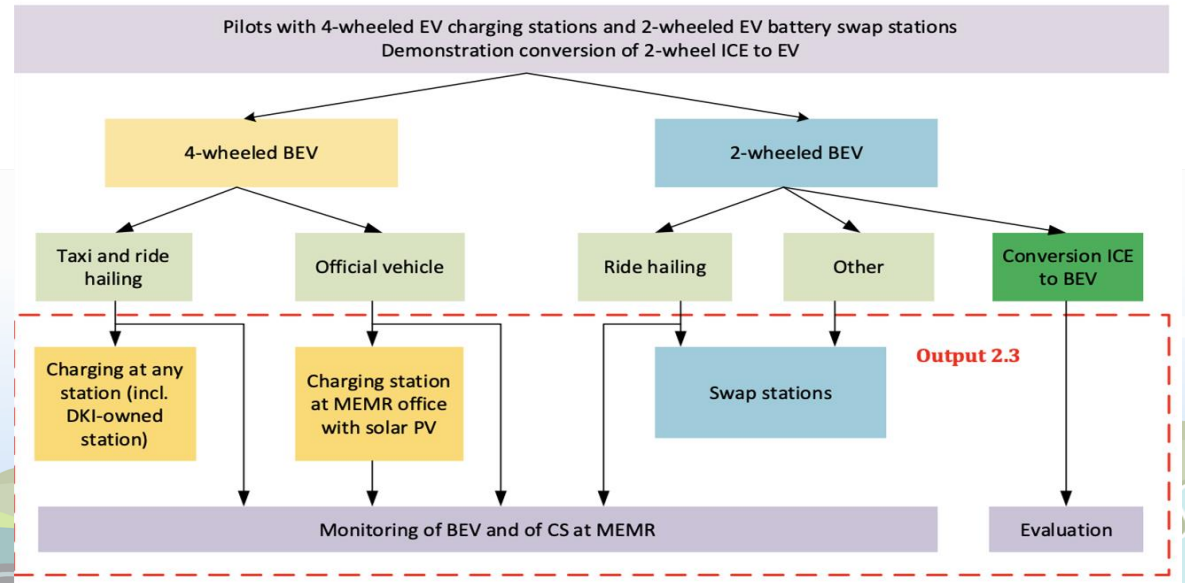 Pilots with 4-wheeled EV charging stations and 2-wheeled EV battery swap stations
Demonstration conversion of 2-wheel ICE to EV
4-wheeled BEV
2-wheeled BEV
Taxi and ride
hailing
Official vehicle
Ride hailing
Other
Conversion ICE
to BEV
Output 2.3
Charging at any
station (incl.
DKI-owned
station)
Charging station
at MEMR office
with solar PV
Swap stations
Monitoring of BEV and of CS at MEMR
Evaluation